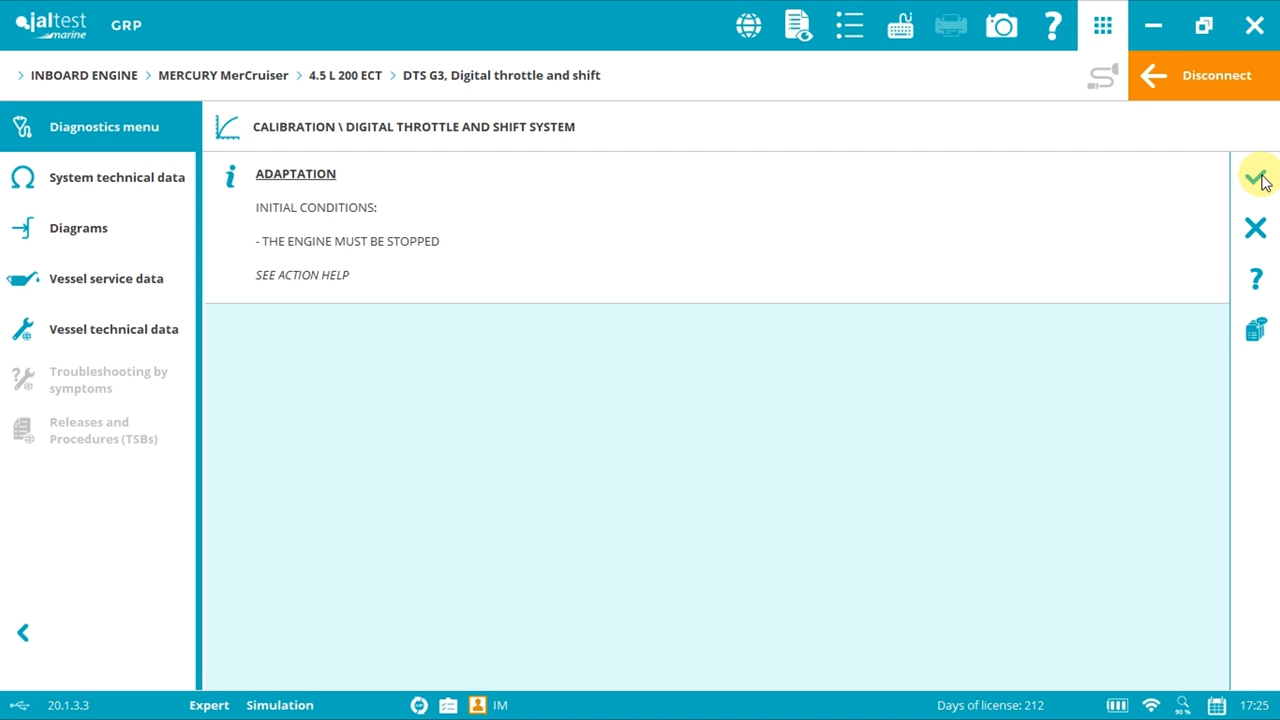 jaltest
marine
GRP
INBOARD ENGINE
MERCURY MerCruiser
4.5 L 200 ECT
DTS G3, Digital throttle and shift
Disconnect
Diagnostics menu
CALIBRATION \ DIGITAL THROTTLE AND SHIFT SYSTEM
System technical data
Diagrams
Vessel service data
Vessel technical data
Troubleshooting by
symptoms
Releases and
Procedures (TSBs)
ADAPTATION
INITIAL CONDITIONS:
- THE ENGINE MUST BE STOPPED
SEE ACTION HELP
20.1.3.3
Expert
Simulation
IM
Days of license: 212
90 %
17:25